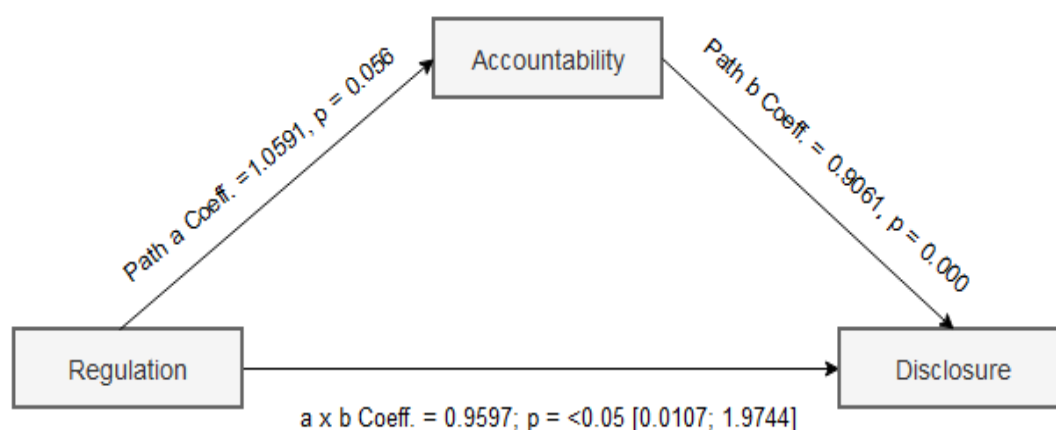 Accountability
Path a Coeff. =1.0591, p = 0.056
Path b Coeff. = 0.9061, p = 0.000
Regulation
Disclosure
a x b Coeff. = 0.9597; p = <0.05 [0.0107; 1.9744]